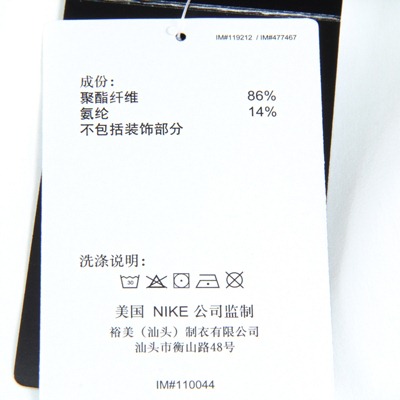 IM#119212 / IM#477467
成份:
聚酯纤维 86%
氨纶 14%
不包括装饰部分
洗涤说明:
30
美国 NIKE 公司监制
裕美（汕头）制衣有限公司
汕头市衡山路48号
IM#110044